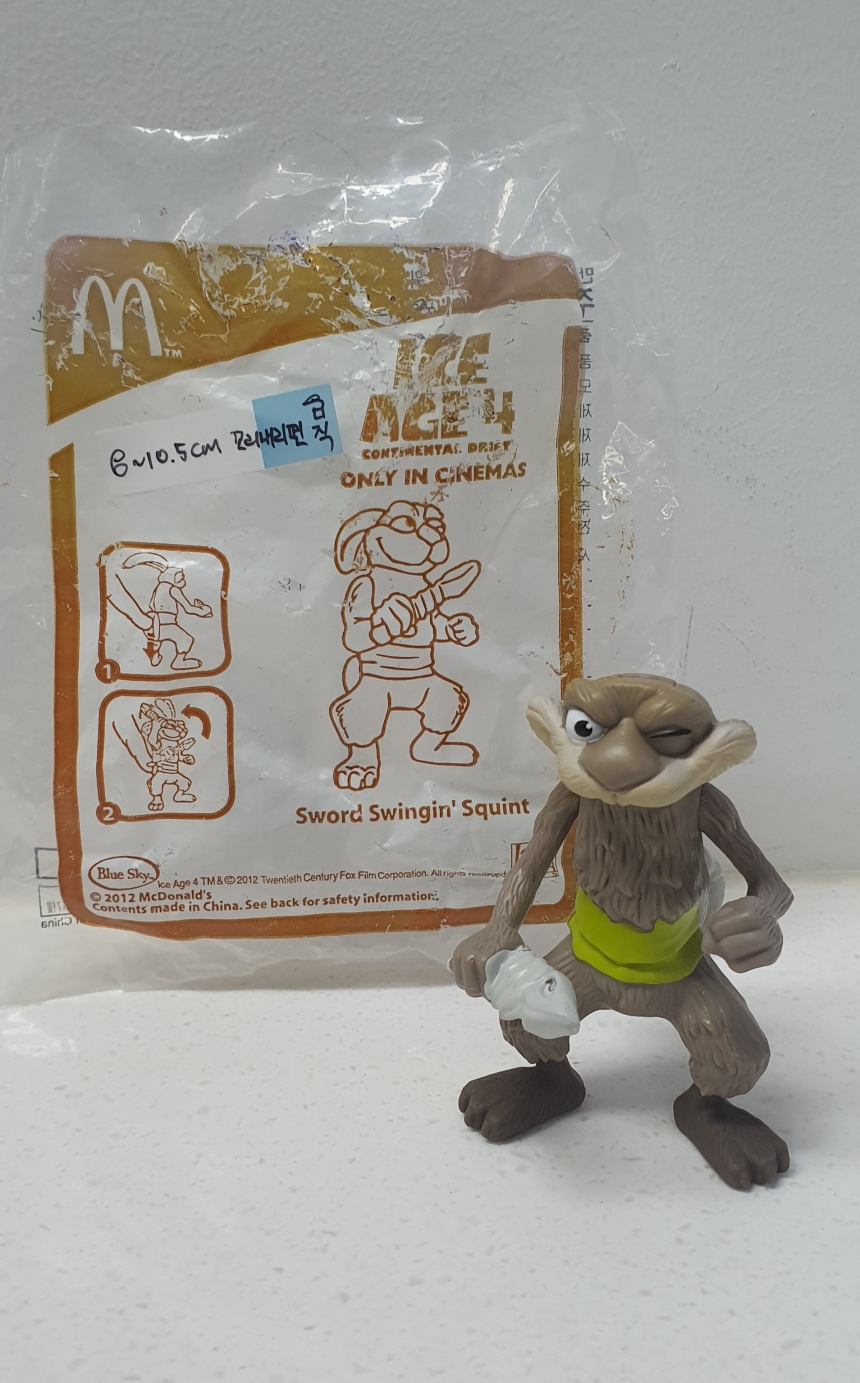 M™
ICE
AGE 4
CONTINENTAL DRIFT
ONLY IN CINEMAS
6~10.5cm 꼬리내리면 움직
1
2
Sword Swingin' Squint
Blue Sky
Ice Age 4 TM & © 2012 Twentieth Century Fox Film Corporation. All rights reserved
© 2012 McDonald's
Contents made in China. See back for safety information.